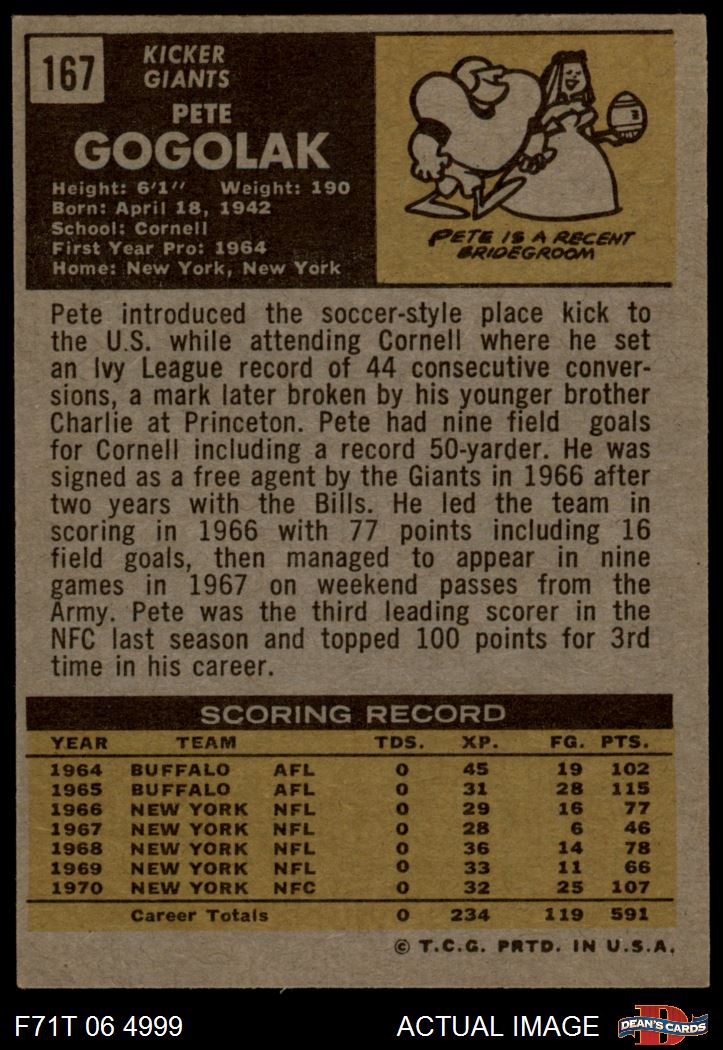 167
KICKER
GIANTS
PETE
GOGOLAK
Height: 6'1" Weight: 190
Born: April 18, 1942
School: Cornell
First Year Pro: 1964
Home: New York, New York
PETE IS A RECENT
BRIDEGROOM
Pete introduced the soccer-style place kick to
the U.S. while attending Cornell where he set
an Ivy League record of 44 consecutive conver-
sions, a mark later broken by his younger brother
Charlie at Princeton. Pete had nine field goals
for Cornell including a record 50-yarder. He was
signed as a free agent by the Giants in 1966 after
two years with the Bills. He led the team in
scoring in 1966 with 77 points including 16
field goals, then managed to appear in nine
games in 1967 on weekend passes from the
Army. Pete was the third leading scorer in the
NFC last season and topped 100 points for 3rd
time in his career.
SCORING RECORD
YEAR TEAM TDS. XP. FG. PTS.
1964 BUFFALO AFL 0 45 19 102
1965 BUFFALO AFL 0 31 28 115
1966 NEW YORK NFL 0 29 16 77
1967 NEW YORK NFL 0 28 6 46
1968 NEW YORK NFL 0 36 14 78
1969 NEW YORK NFL 0 33 11 66
1970 NEW YORK NFC 0 32 25 107
Career Totals 0 234 119 591
© T.C.G. PRTD. IN U.S.A.
F71T 06 4999 ACTUAL IMAGE
D
DEAN'S CARDS